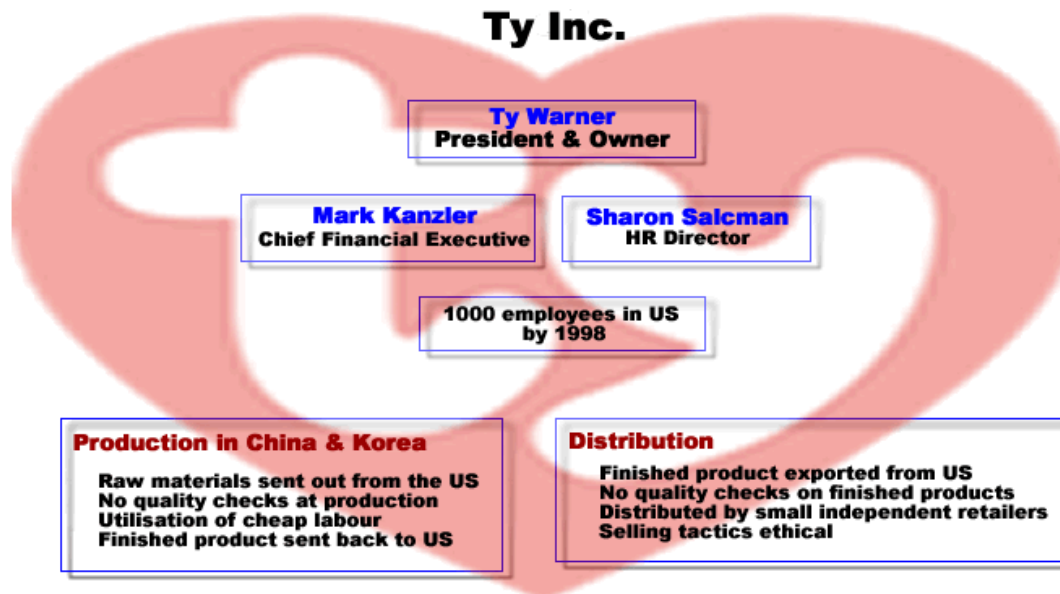 Ty Inc.
Ty Warner
President & Owner
Mark Kanzler
Chief Financial Executive
Sharon Salcman
HR Director
1000 employees in US
by 1998
Production in China & Korea
Raw materials sent out from the US
No quality checks at production
Utilisation of cheap labour
Finished product sent back to US
Distribution
Finished product exported from US
No quality checks on finished products
Distributed by small independent retailers
Selling tactics ethical